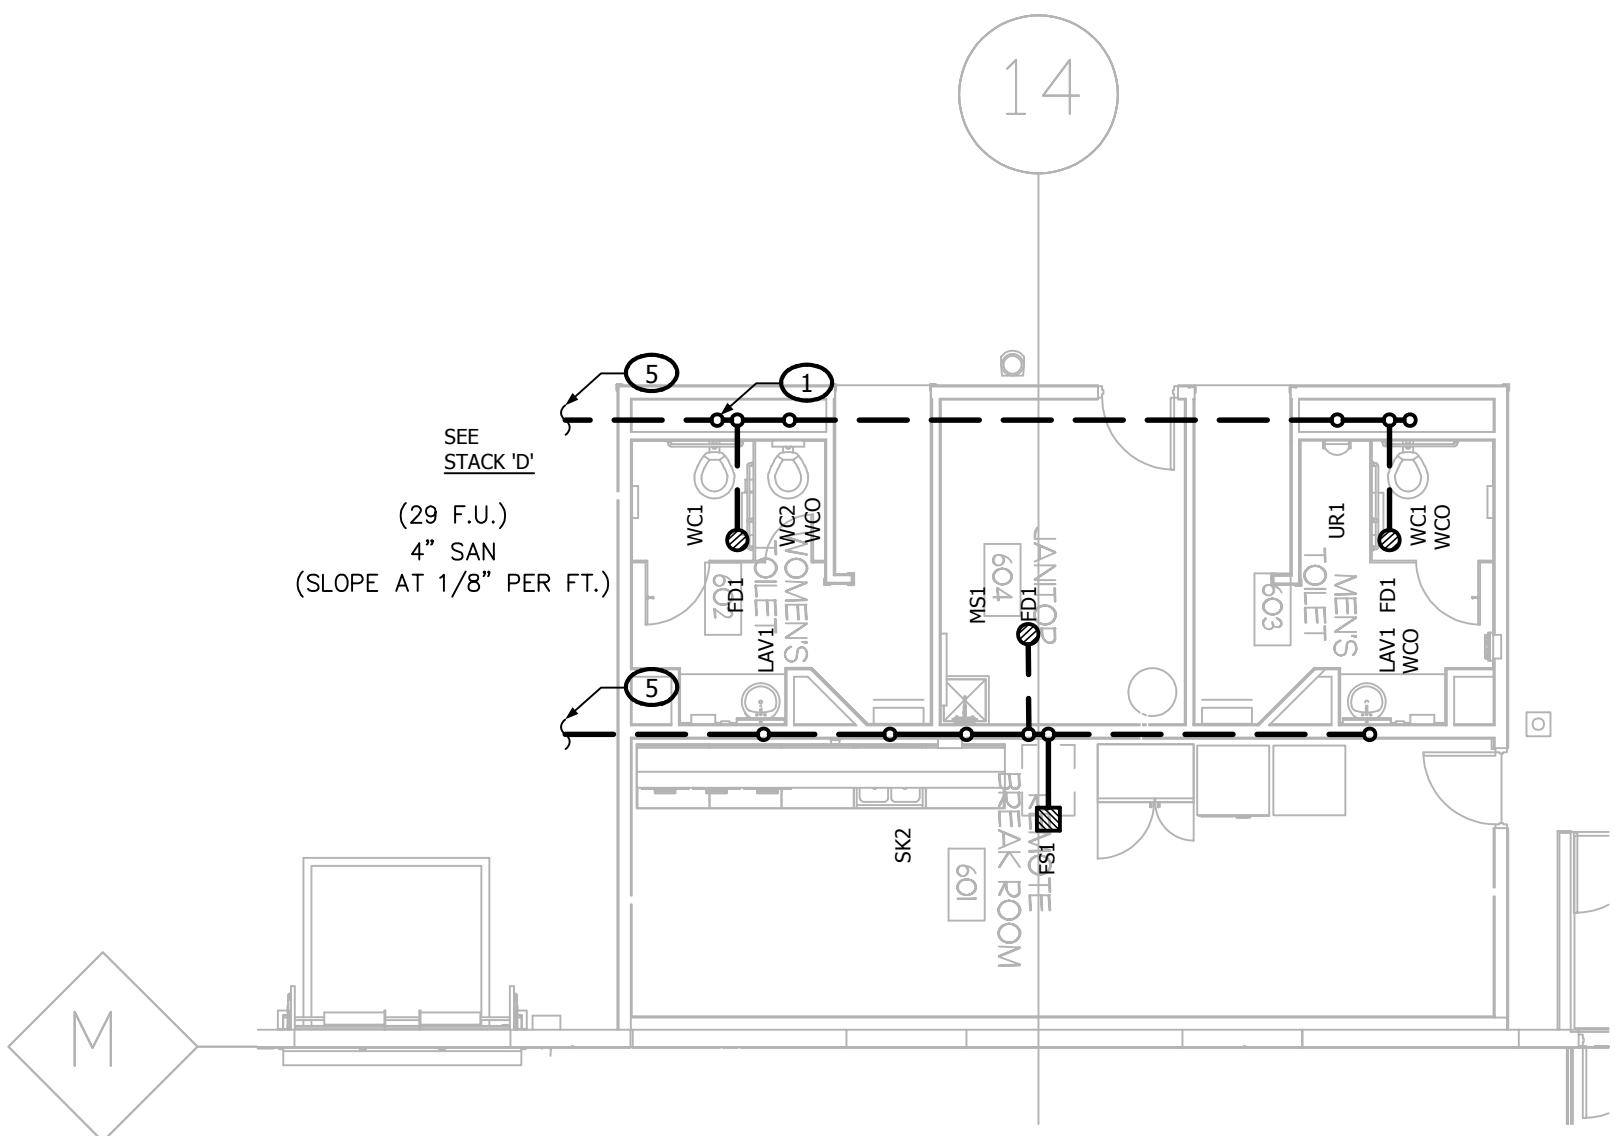 14
5
1
SEE
STACK 'D'
(29 F.U.)
4” SAN
(SLOPE AT 1/8” PER FT.)
WC1
WC2
WCO
FD1
602
WOMEN'S
TOILET
LAV1
MS1
604
FD1
JANITOR
UR1
WC1
WCO
603
MEN'S
TOILET
FD1
LAV1
WCO
5
SK2
FS1
601
REMOTE
BREAK ROOM
M